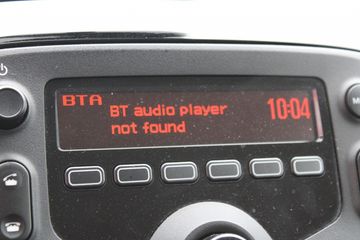 BTA
BT audio player
not found
10:04